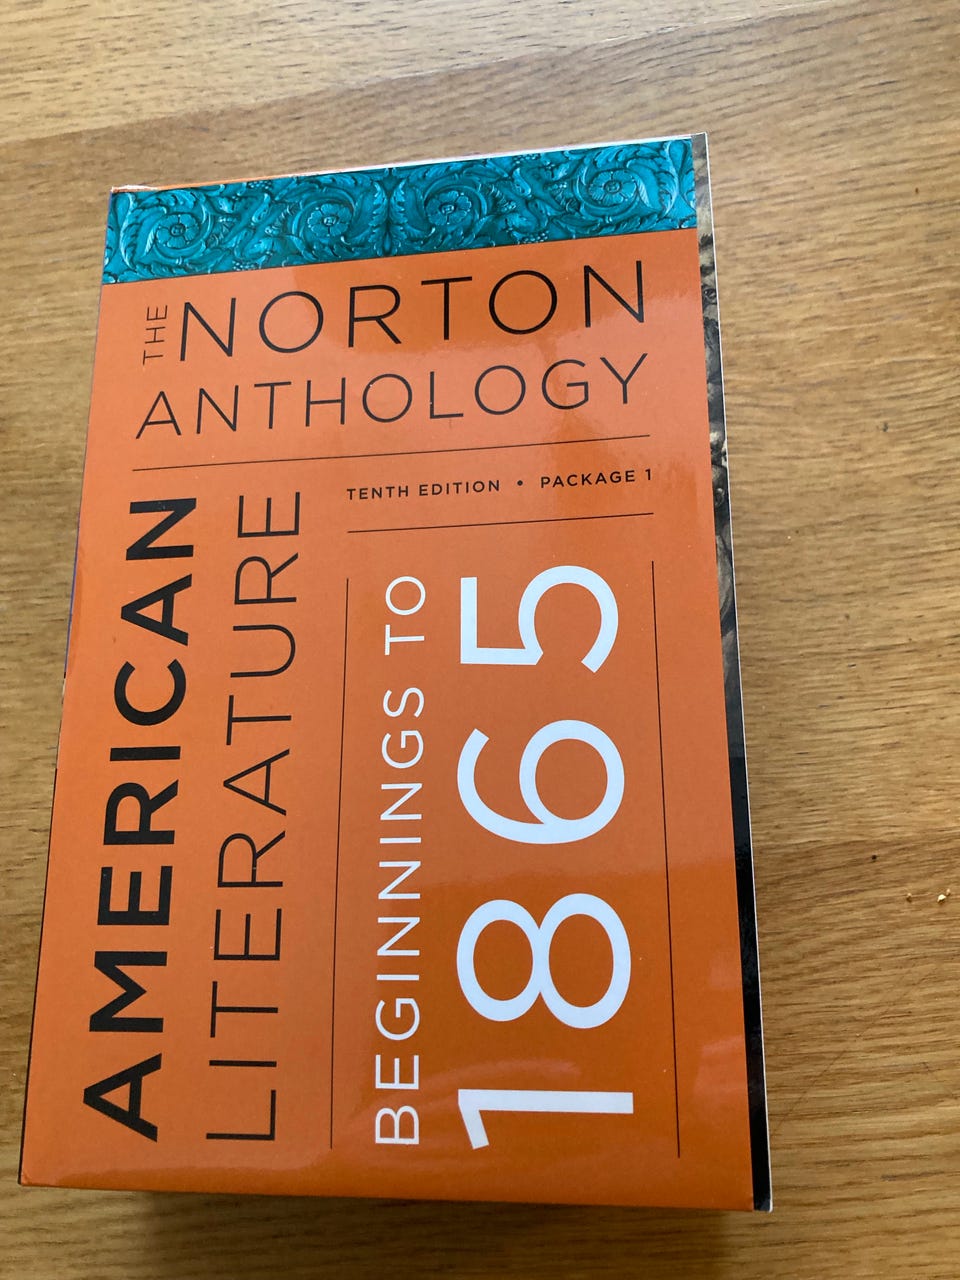 THE NORTON
ANTHOLOGY
AMERICAN
LITERATURE
TENTH EDITION • PACKAGE 1
BEGINNINGS TO
1865